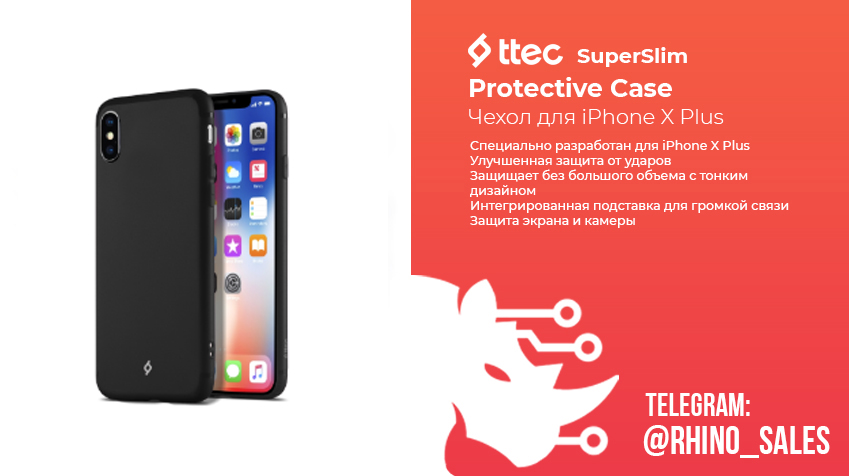 ttec SuperSlim
Protective Case
Чехол для iPhone X Plus
Специально разработан для iPhone X Plus
Улучшенная защита от ударов
Защищает без большого объема с тонким
дизайном
Интегрированная подставка для громкой связи
Защита экрана и камеры
TELEGRAM:
@RHINO_SALES